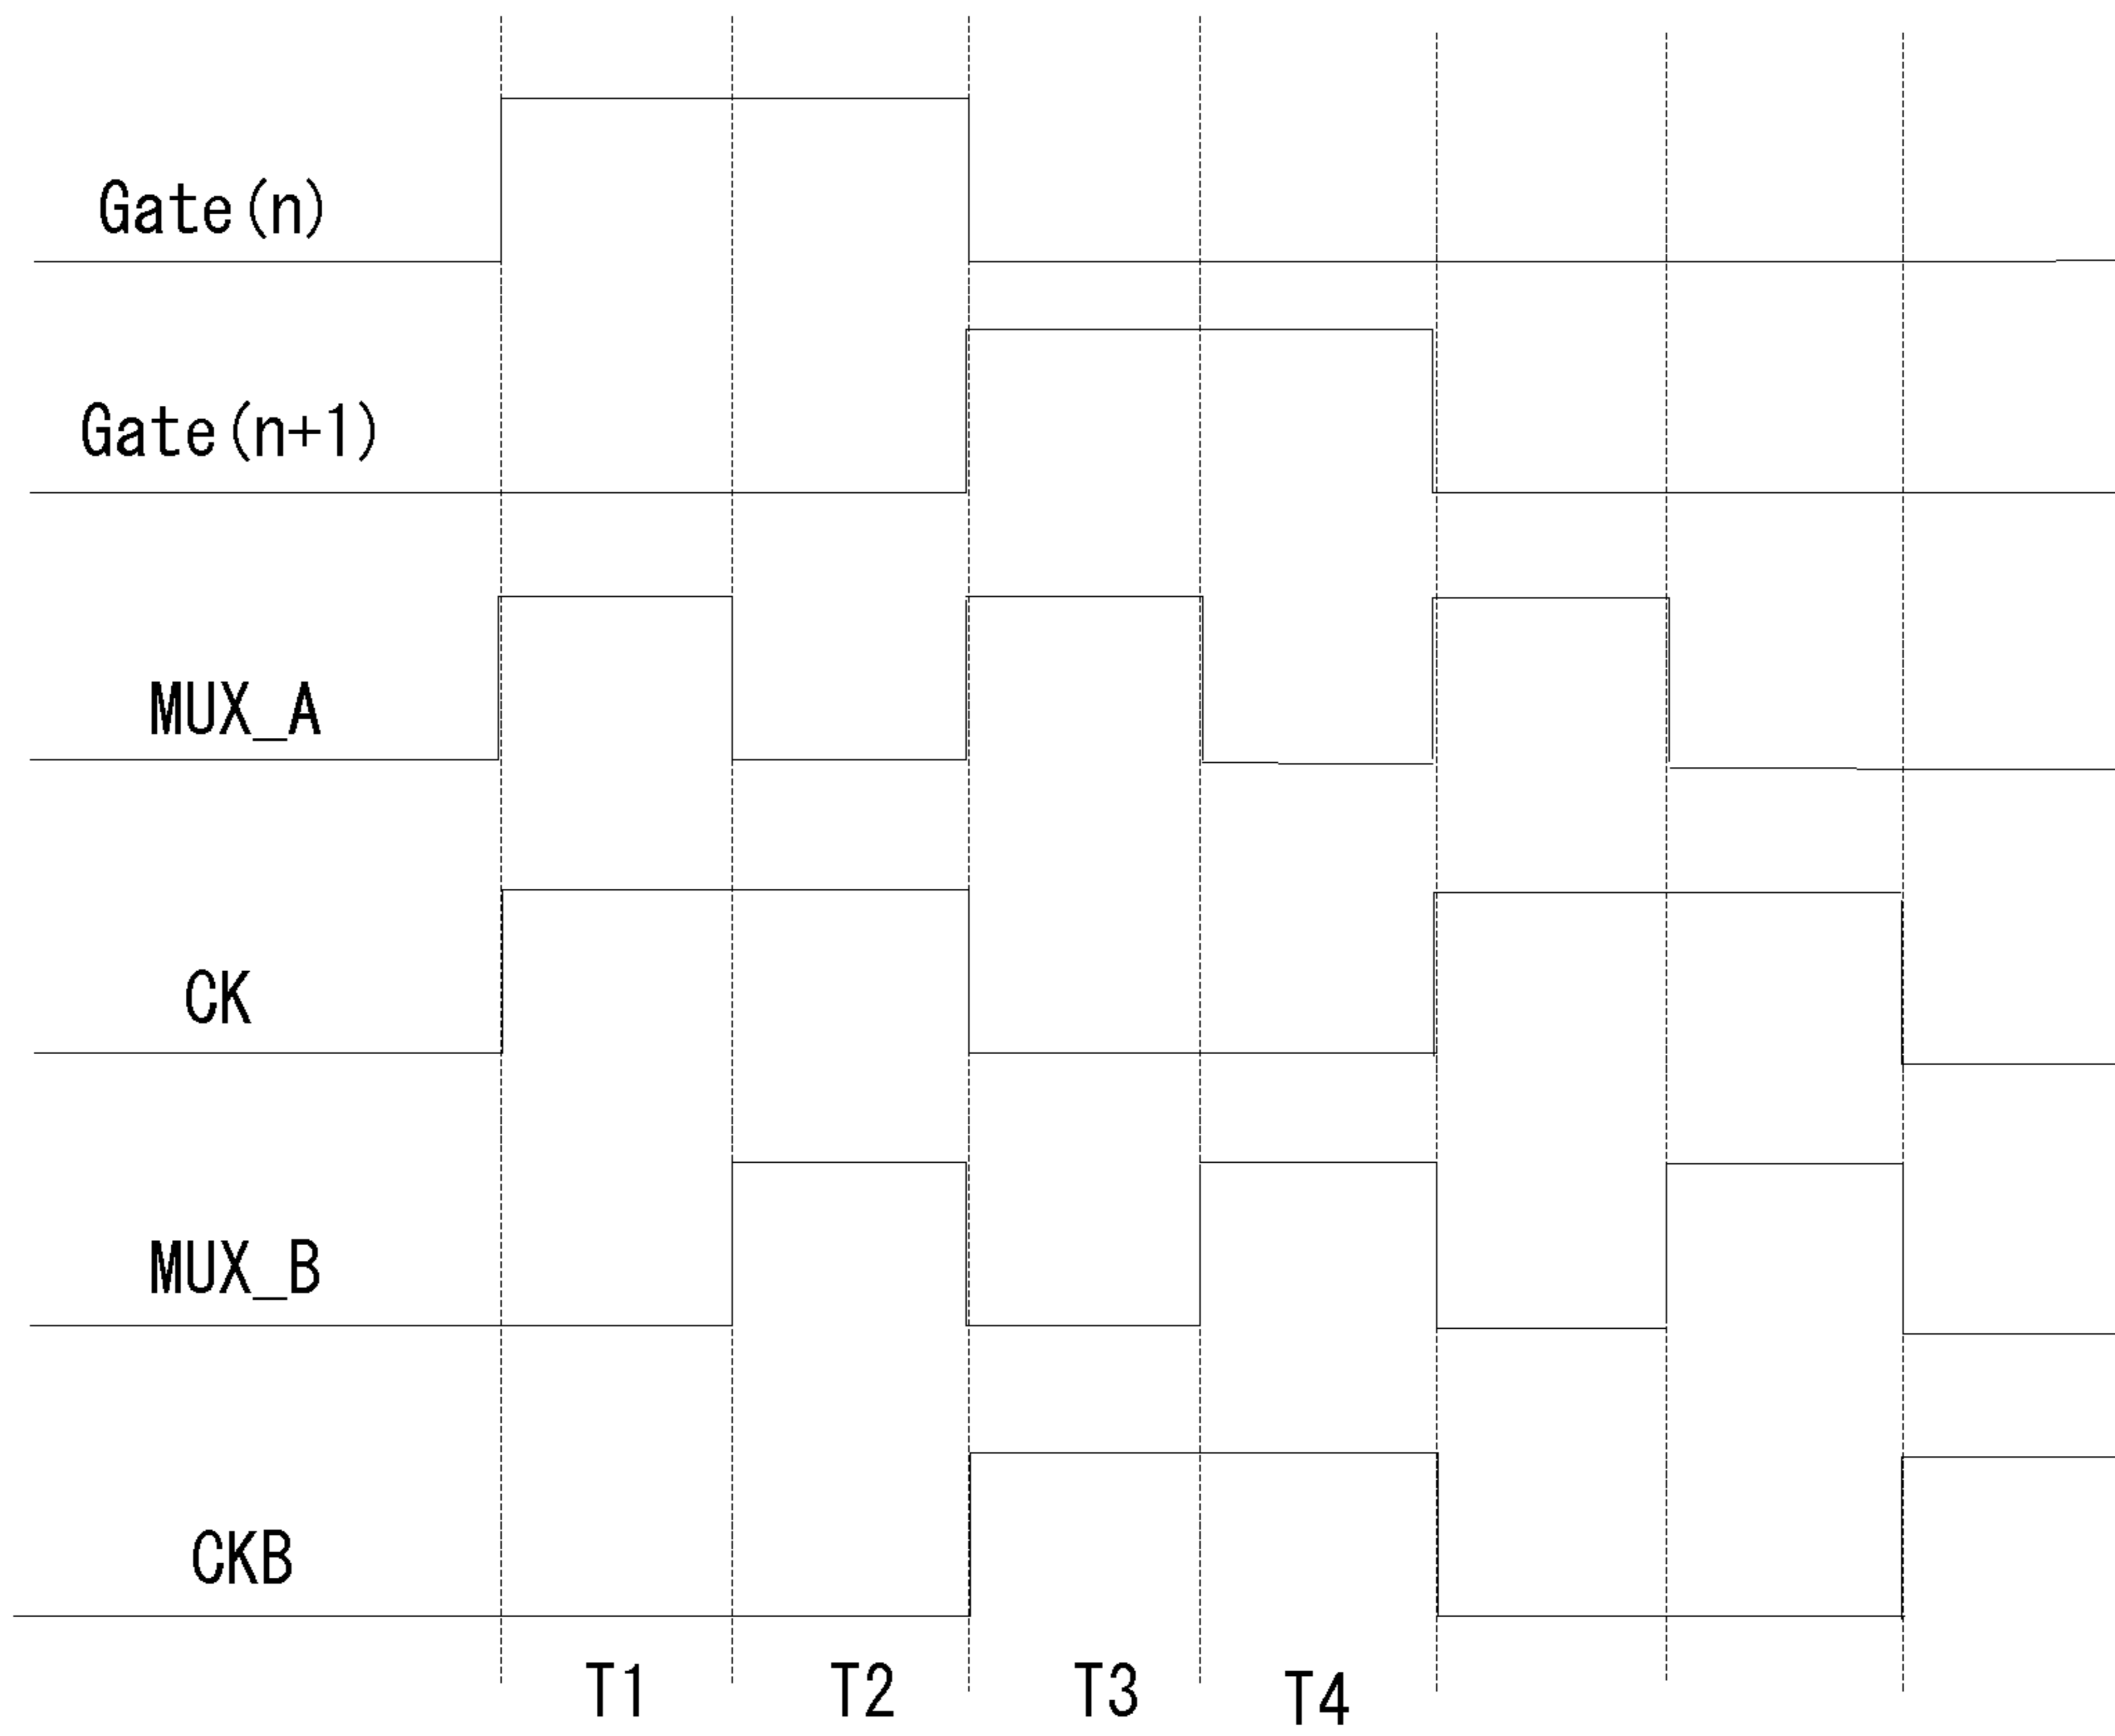 Gate(n)
Gate(n+1)
MUX_A
CK
MUX_B
CKB
T1 T2 T3 T4